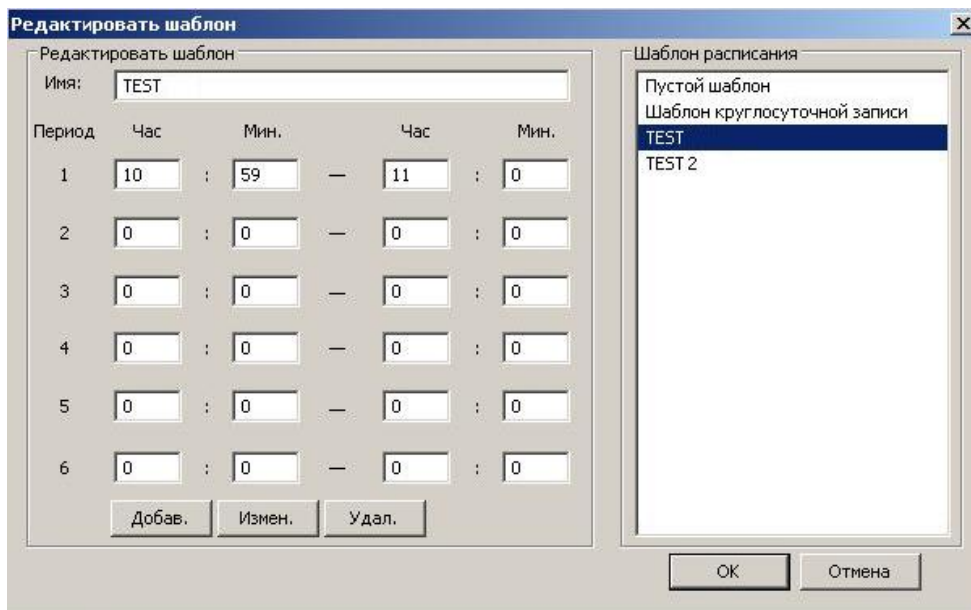 Редактировать шаблон
Редактировать шаблон
Имя: TEST
Период Час Мин. Час Мин.
1 10 : 59 — 11 : 0
2 0 : 0 — 0 : 0
3 0 : 0 — 0 : 0
4 0 : 0 — 0 : 0
5 0 : 0 — 0 : 0
6 0 : 0 — 0 : 0
Добав. Измен. Удал.
Шаблон расписания
Пустой шаблон
Шаблон круглосуточной записи
TEST
TEST 2
OK Отмена